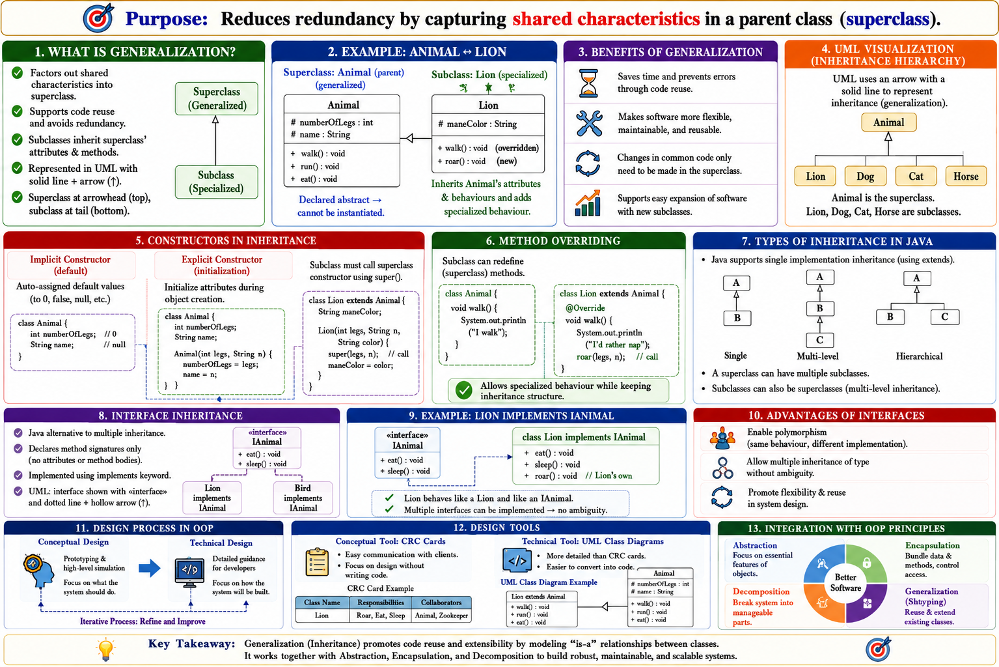 Purpose: Reduces redundancy by capturing shared characteristics in a parent class (superclass).
1. WHAT IS GENERALIZATION?
Factors out shared
characteristics into
superclass.
Supports code reuse
and avoids redundancy.
Subclasses inherit superclass’
attributes & methods.
Represented in UML with
solid line + arrow (↑).
Superclass at arrowhead (top),
subclass at tail (bottom).
Superclass
(Generalized)
Subclass
(Specialized)
2. EXAMPLE: ANIMAL ↔ LION
Superclass: Animal (parent)
(generalized)
Animal
# numberOfLegs : int
# name : String
+ walk() : void
+ run() : void
+ eat() : void
Declared abstract →
cannot be instantiated.
Subclass: Lion (specialized)
Lion
# maneColor : String
+ walk() : void (overridden)
+ roar() : void (new)
Inherits Animal's attributes
& behaviours and adds
specialized behaviour.
3. BENEFITS OF GENERALIZATION
Saves time and prevents errors
through code reuse.
Makes software more flexible,
maintainable, and reusable.
Changes in common code only
need to be made in the superclass.
Supports easy expansion of software
with new subclasses.
4. UML VISUALIZATION
(INHERITANCE HIERARCHY)
UML uses an arrow with a
solid line to represent
inheritance (generalization).
Animal
Lion Dog Cat Horse
Animal is the superclass.
Lion, Dog, Cat, Horse are subclasses.
5. CONSTRUCTORS IN INHERITANCE
Implicit Constructor
(default)
Auto-assigned default values
(to 0, false, null, etc.)
class Animal {
int numberOfLegs; // 0
String name; // null
}
Explicit Constructor
(initialization)
Initialize attributes during
object creation.
class Animal {
int numberOfLegs;
String name;
Animal(int legs, String n) {
numberOfLegs = legs;
name = n;
} }
Subclass must call superclass
constructor using super().
class Lion extends Animal {
String maneColor;
Lion(int legs, String n,
String color) {
super(legs, n); // call
maneColor = color;
}
}
6. METHOD OVERRIDING
Subclass can redefine
(superclass) methods.
class Animal {
void walk() {
System.out.println
("I walk");
}
}
class Lion extends Animal {
@Override
void walk() {
System.out.println
("I'd rather nap");
roar(legs, n); // call
}
Allows specialized behaviour while keeping
inheritance structure.
7. TYPES OF INHERITANCE IN JAVA
• Java supports single implementation inheritance (using extends).
A
B
Single
A
B
C
Multi-level
A
B C
Hierarchical
• A superclass can have multiple subclasses.
• Subclasses can also be superclasses (multi-level inheritance).
8. INTERFACE INHERITANCE
Java alternative to multiple inheritance.
Declares method signatures only
(no attributes or method bodies).
Implemented using implements keyword.
UML: interface shown with «interface»
and dotted line + hollow arrow (↑).
«interface»
IAnimal
+ eat() : void
+ sleep() : void
Lion
implements
IAnimal
Bird
implements
IAnimal
9. EXAMPLE: LION IMPLEMENTS IANIMAL
«interface»
IAnimal
+ eat() : void
+ sleep() : void
class Lion implements IAnimal
+ eat() : void
+ sleep() : void
+ roar() : void // Lion's own
Lion behaves like a Lion and like an IAnimal.
Multiple interfaces can be implemented → no ambiguity.
10. ADVANTAGES OF INTERFACES
Enable polymorphism
(same behaviour, different implementation).
Allow multiple inheritance of type
without ambiguity.
Promote flexibility & reuse
in system design.
11. DESIGN PROCESS IN OOP
Conceptual Design
Prototyping &
high-level simulation
Focus on what the
system should do.
Technical Design
</>
Detailed guidance
for developers
Focus on how the
system will be built.
Iterative Process: Refine and Improve
12. DESIGN TOOLS
Conceptual Tool: CRC Cards
• Easy communication with clients.
• Focus on design without
writing code.
CRC Card Example
Class Name Responsibilities Collaborators
Lion Roar, Eat, Sleep Animal, Zookeeper
Technical Tool: UML Class Diagrams
</>
• More detailed than CRC cards.
• Easier to convert into code.
UML Class Diagram Example
Lion extends Animal
+ walk() : void
+ run() : void
+ eat() : void
Animal
# numberOfLegs : int
# name : String
+ walk() : void
+ run() : void
+ eat() : void
13. INTEGRATION WITH OOP PRINCIPLES
Abstraction
Focus on essential
features of
objects.
Decomposition
Break system into
manageable
parts.
Better
Software
Encapsulation
Bundle data &
methods, control
access.
Generalization
(Shtyping)
Reuse & extend
existing classes.
Key Takeaway: Generalization (Inheritance) promotes code reuse and extensibility by modeling “is-a” relationships between classes.
It works together with Abstraction, Encapsulation, and Decomposition to build robust, maintainable, and scalable systems.